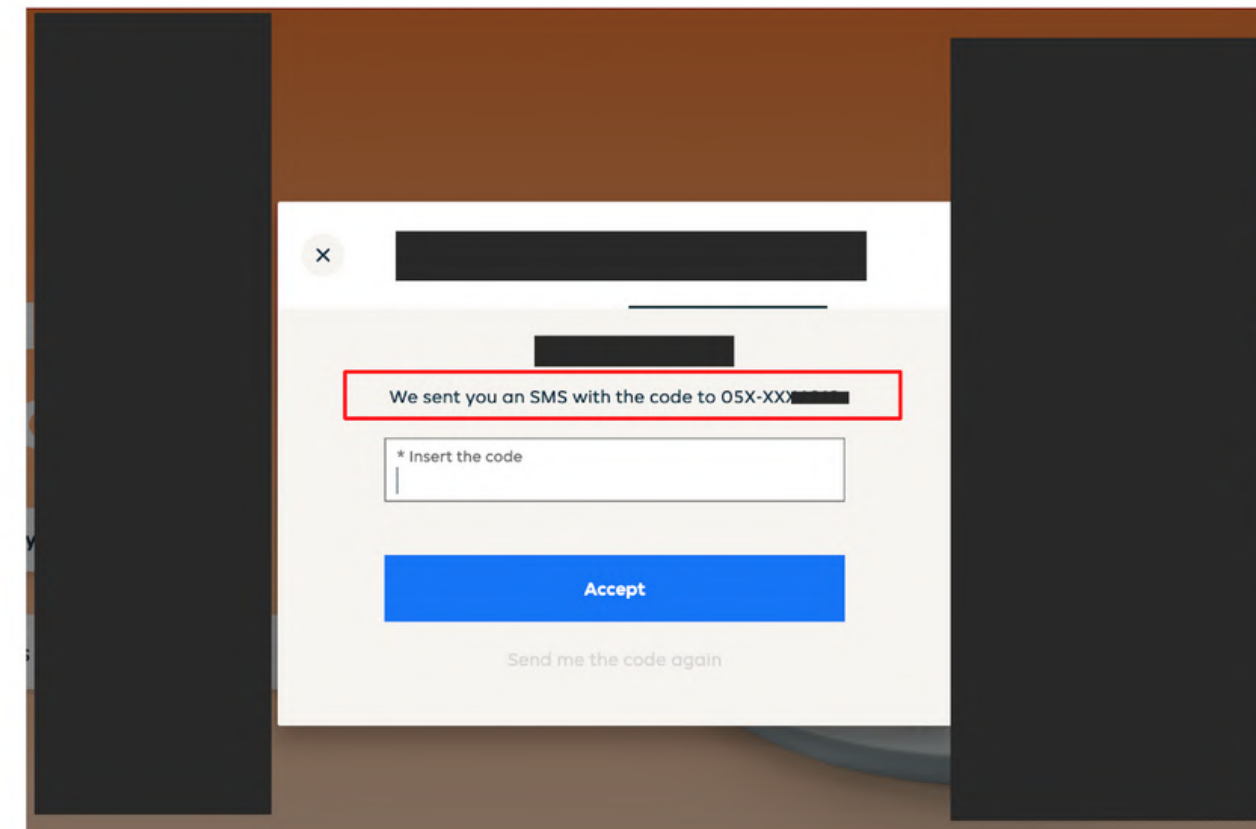 ×
We sent you an SMS with the code to 05X-XXX
* Insert the code
Accept
Send me the code again